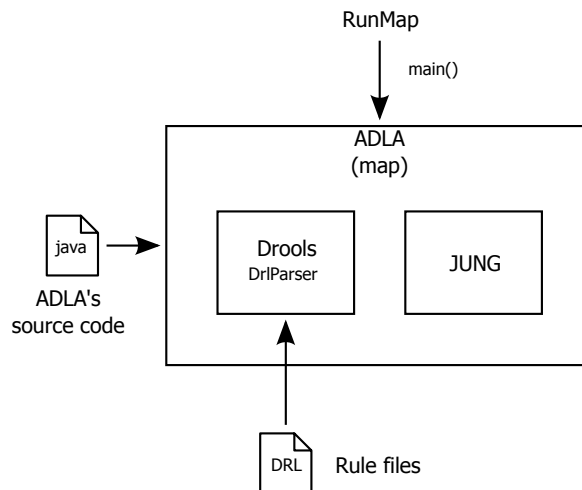 RunMap
main()
ADLA
(map)
Drools
DrlParser
JUNG
java
ADLA's
source code
DRL
Rule files